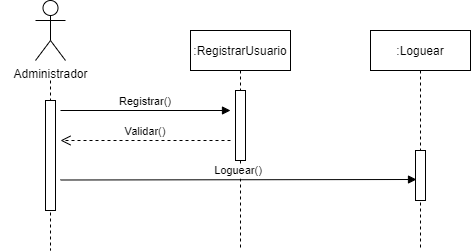 Administrador
:RegistrarUsuario
:Loguear
Registrar()
Validar()
Loguear()